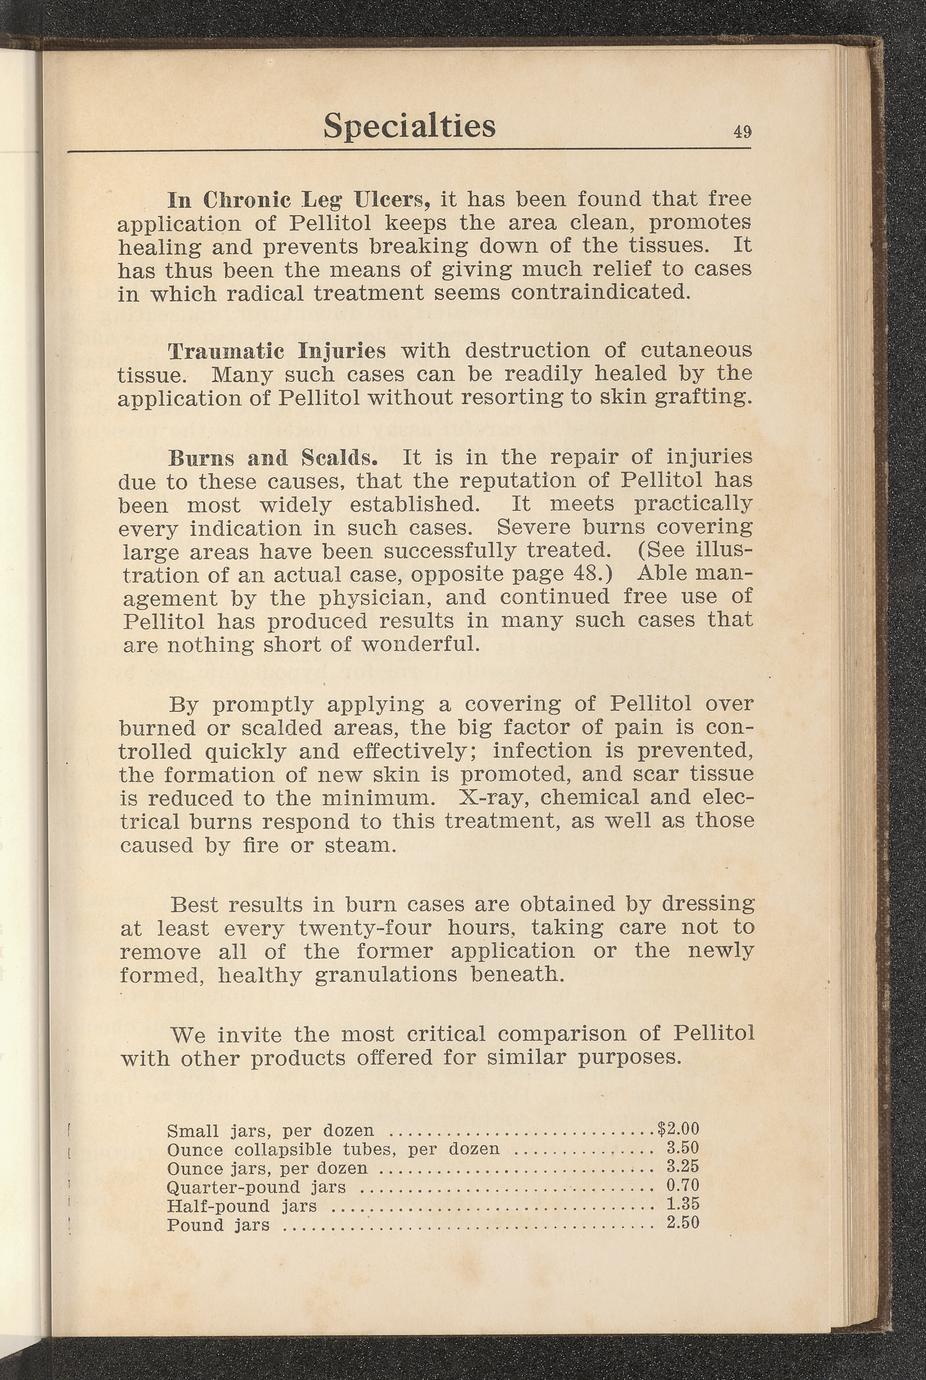 Specialties
49
In Chronic Leg Ulcers, it has been found that free
application of Pellitol keeps the area clean, promotes
healing and prevents breaking down of the tissues. It
has thus been the means of giving much relief to cases
in which radical treatment seems contraindicated.
Traumatic Injuries with destruction of cutaneous
tissue. Many such cases can be readily healed by the
application of Pellitol without resorting to skin grafting.
Burns and Scalds. It is in the repair of injuries
due to these causes, that the reputation of Pellitol has
been most widely established. It meets practically
every indication in such cases. Severe burns covering
large areas have been successfully treated. (See illus-
tration of an actual case, opposite page 48.) Able man-
agement by the physician, and continued free use of
Pellitol has produced results in many such cases that
are nothing short of wonderful.
By promptly applying a covering of Pellitol over
burned or scalded areas, the big factor of pain is con-
trolled quickly and effectively; infection is prevented,
the formation of new skin is promoted, and scar tissue
is reduced to the minimum. X-ray, chemical and elec-
trical burns respond to this treatment, as well as those
caused by fire or steam.
Best results in burn cases are obtained by dressing
at least every twenty-four hours, taking care not to
remove all of the former application or the newly
formed, healthy granulations beneath.
We invite the most critical comparison of Pellitol
with other products offered for similar purposes.
Small jars, per dozen ............................$2.00
Ounce collapsible tubes, per dozen ............... 3.50
Ounce jars, per dozen ............................. 3.25
Quarter-pound jars ............................... 0.70
Half-pound jars .................................. 1.35
Pound jars ....................................... 2.50